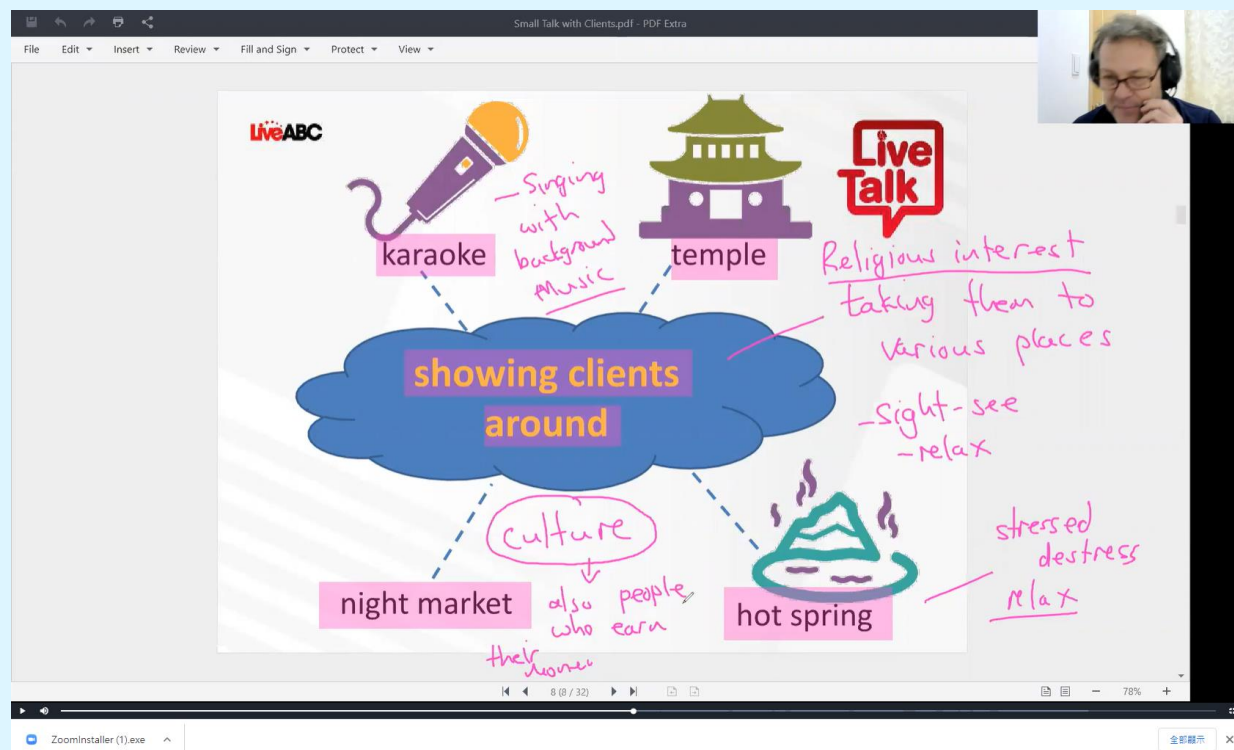 Small Talk with Clients.pdf - PDF Extra
File Edit Insert Review Fill and Sign Protect View
LiveABC
Live
Talk
karaoke
- Singing
with
background
Music
temple
Religious interest
taking them to
various places
showing clients
around
- Sight-see
- relax
culture
also people
who earn
their
night market
hot spring
stressed
destress
relax
8 (8 / 32)
78%
ZoomInstaller (1).exe
全部顯示